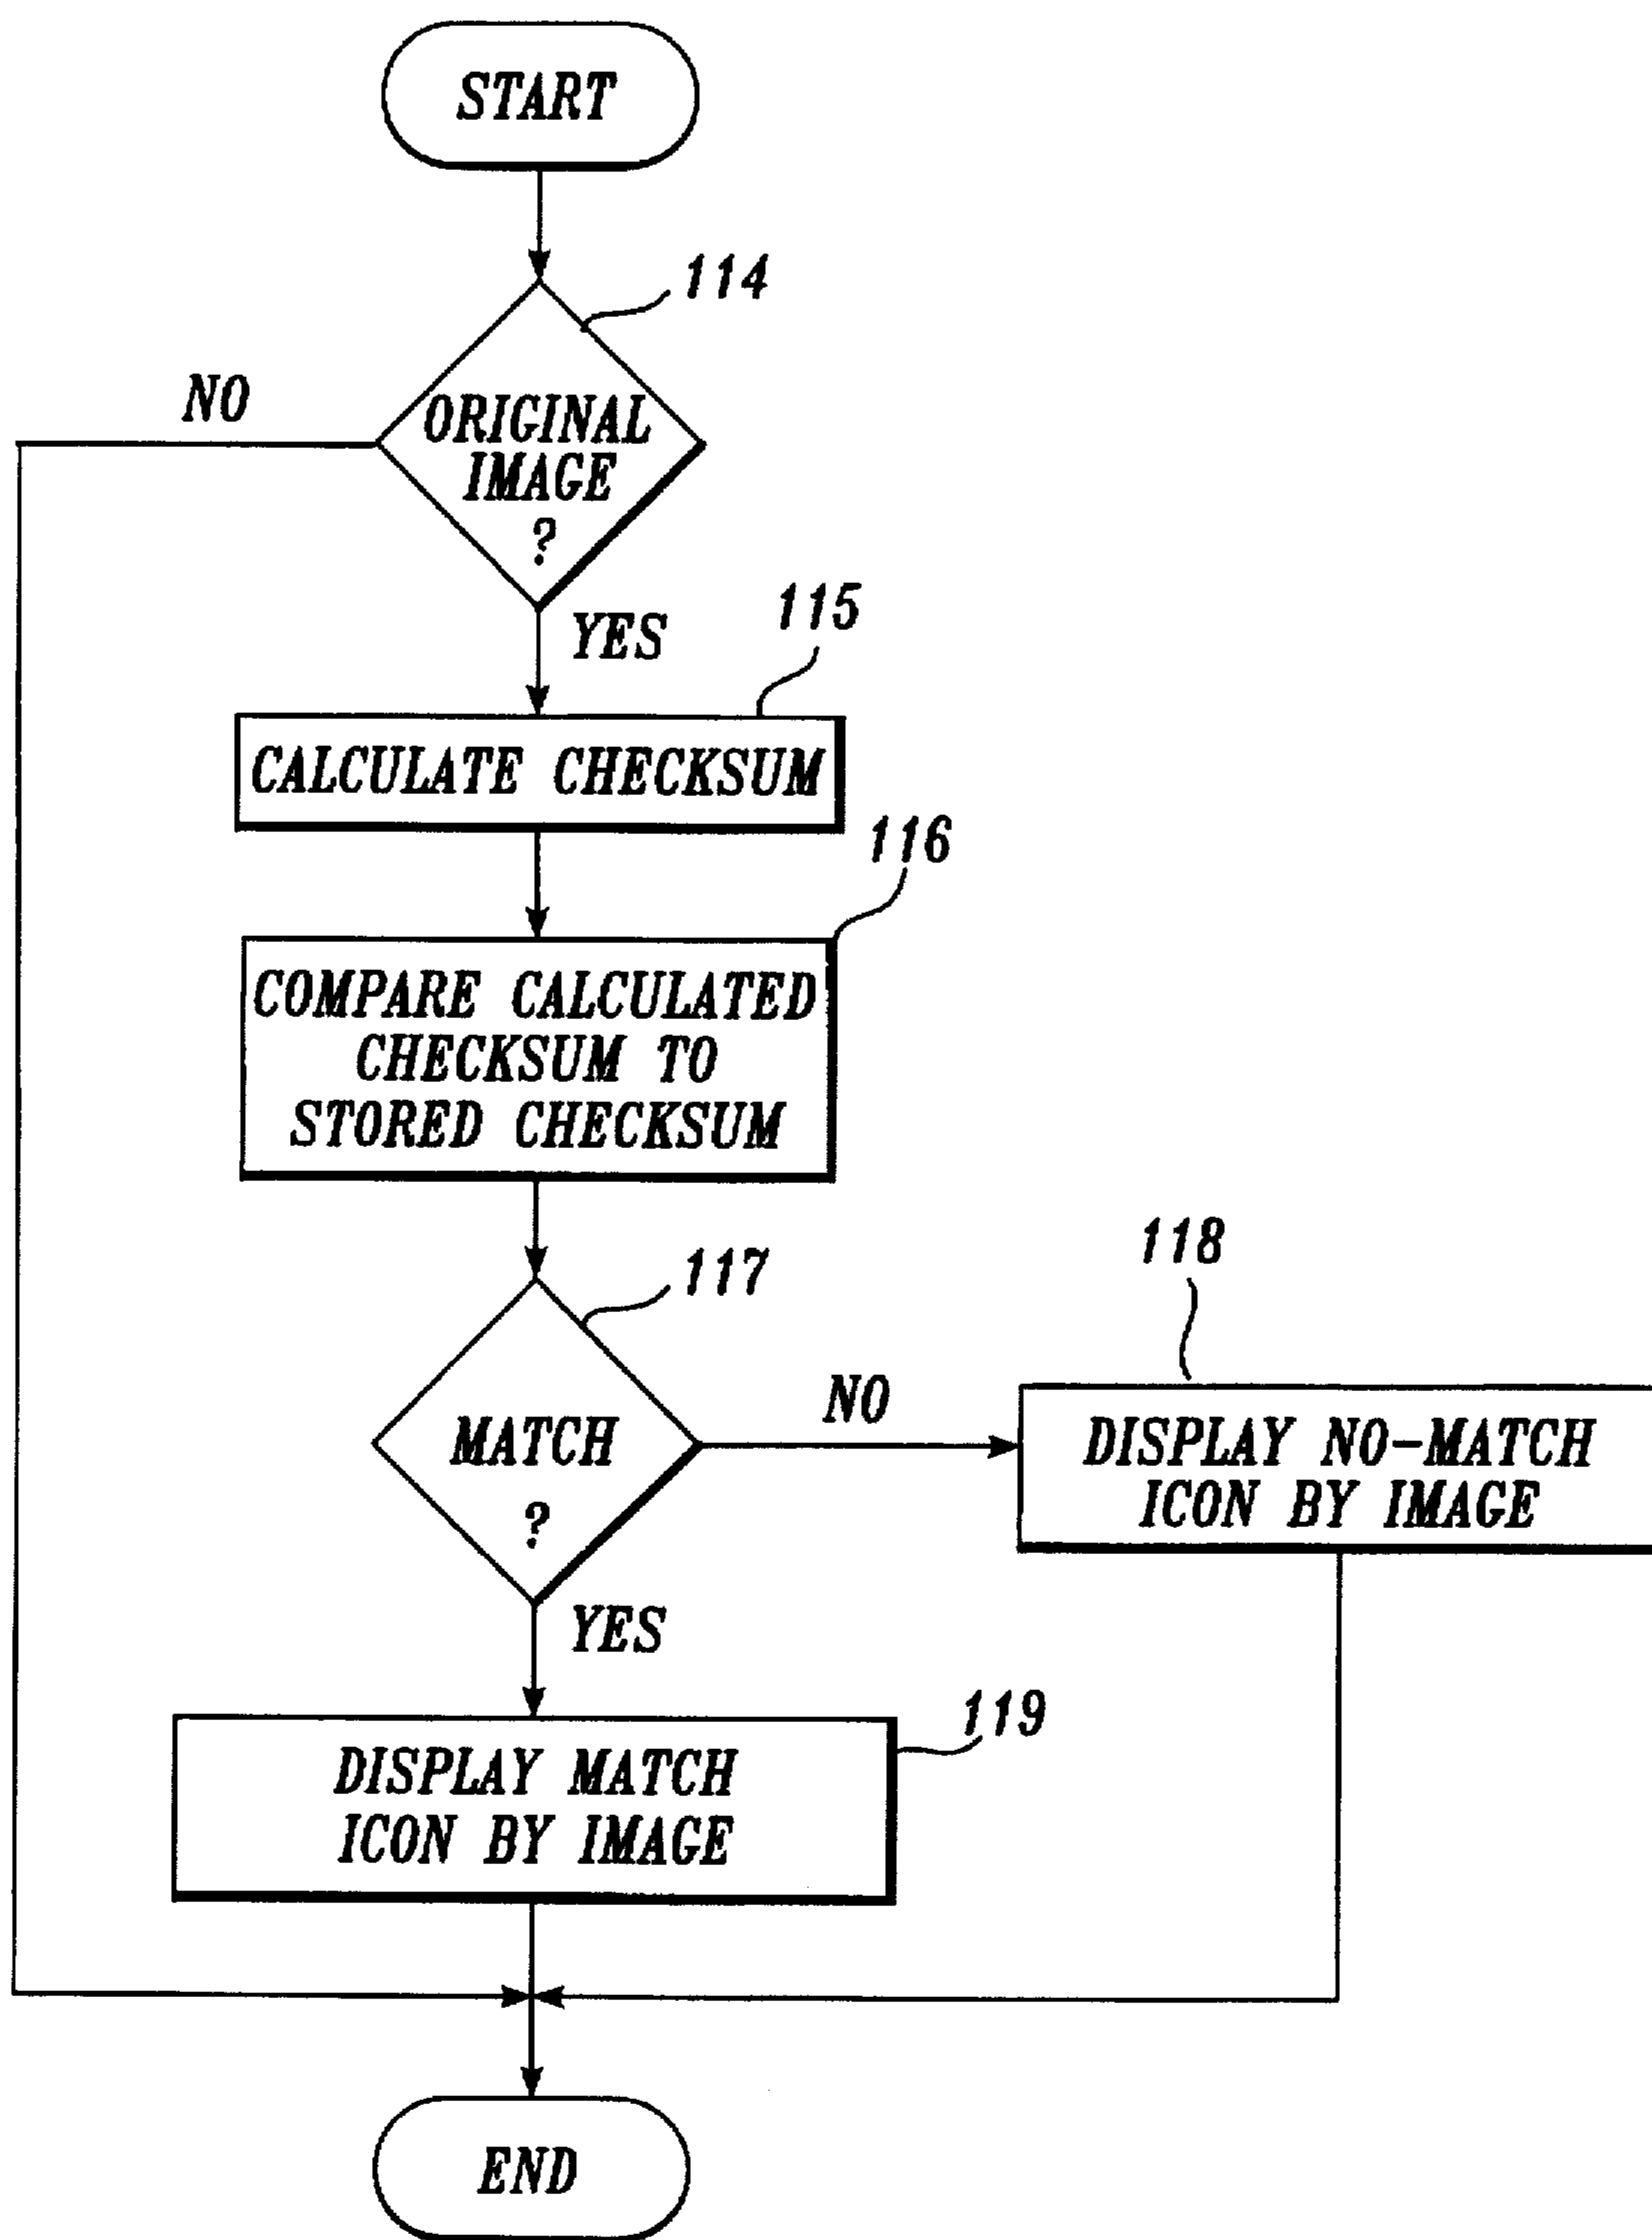 START
114
NO
ORIGINAL
IMAGE
?
YES
115
CALCULATE CHECKSUM
116
COMPARE CALCULATED
CHECKSUM TO
STORED CHECKSUM
117
118
NO
MATCH
?
DISPLAY NO-MATCH
ICON BY IMAGE
YES
119
DISPLAY MATCH
ICON BY IMAGE
END